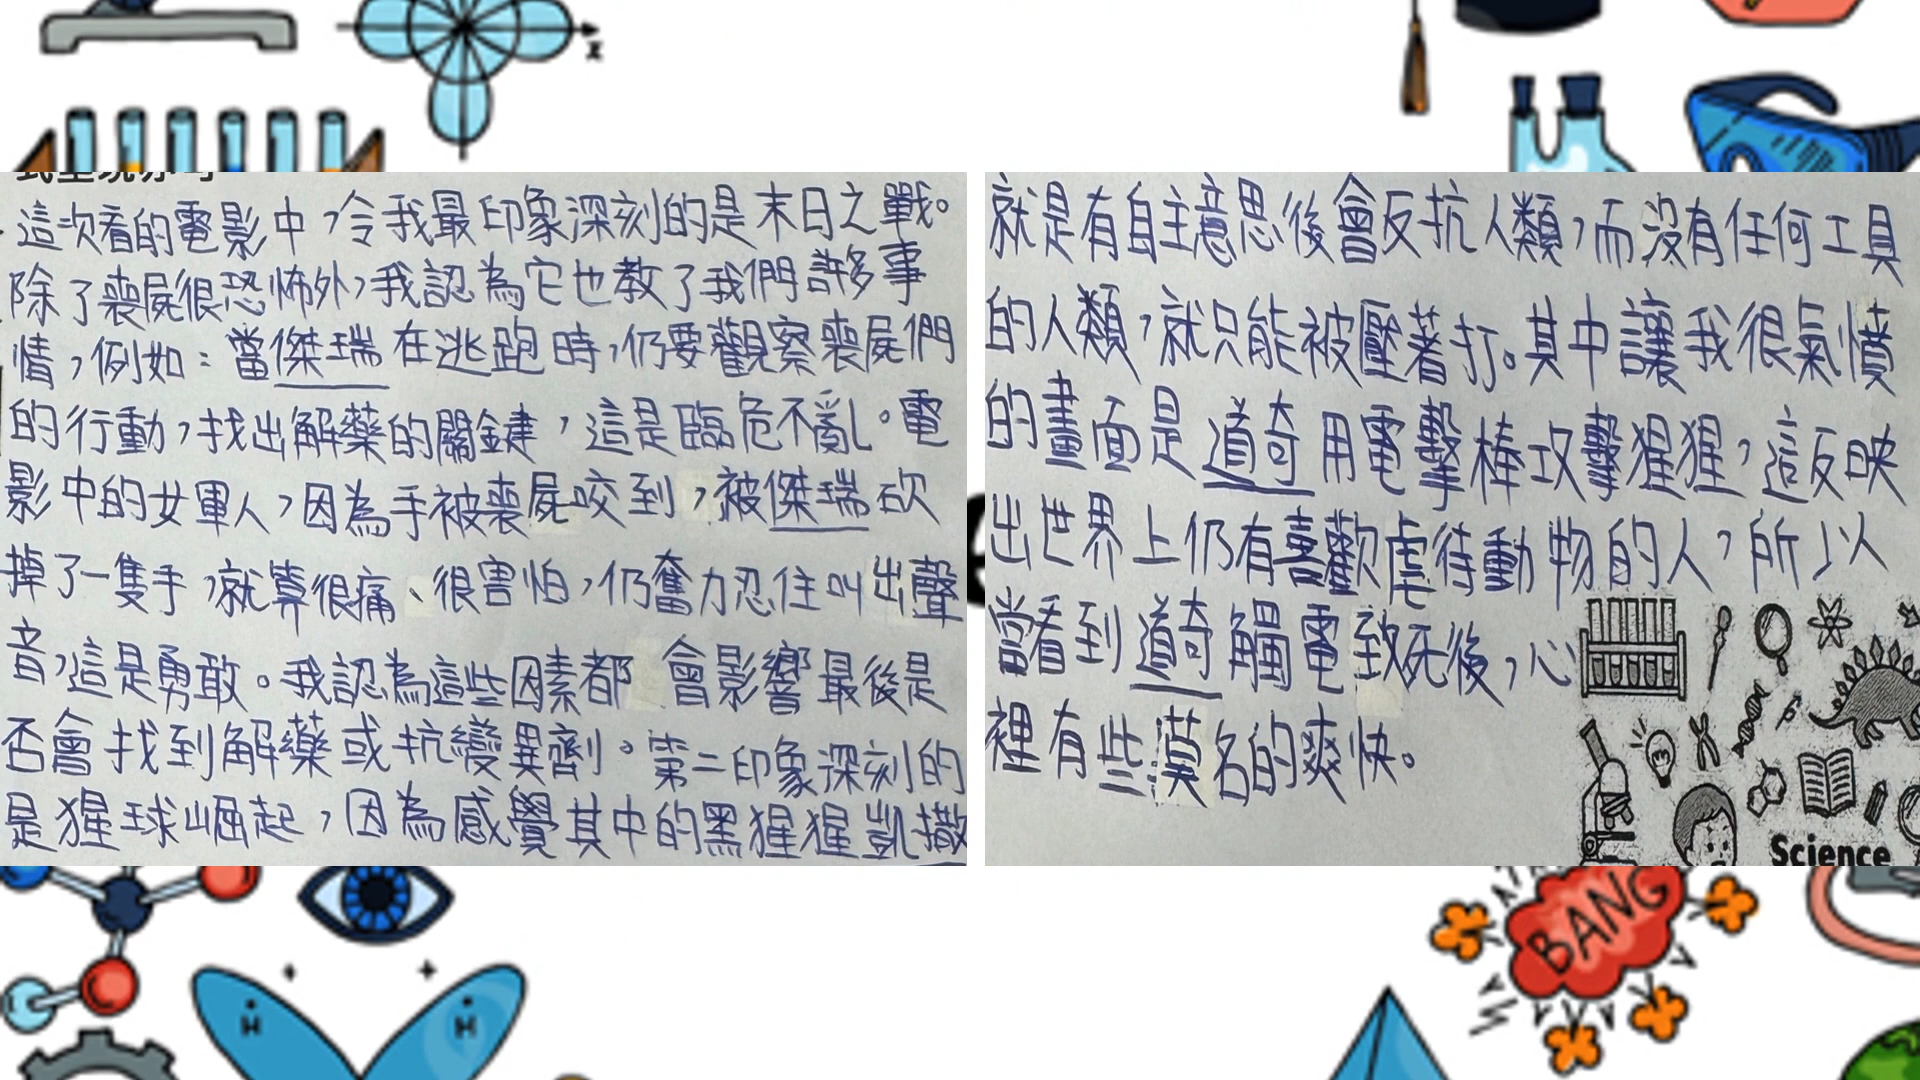 這次看的電影中，令我最印象深刻的是末日之戰。
除了喪屍很恐怖外，我認為它也教了我們許多事
情，例如：當傑瑞在逃跑時，仍要觀察喪屍們
的行動，找出解藥的關鍵，這是臨危不亂。電
影中的女軍人，因為手被喪屍咬到，被傑瑞砍
掉了一隻手，就算很痛、很害怕，仍奮力忍住叫出聲
音，這是勇敢。我認為這些因素都會影響最後是
否會找到解藥或抗變異劑。第二印象深刻的
是猩球崛起，因為感覺其中的黑猩猩凱撒
就是有自主意思後會反抗人類，而沒有任何工具
的人類，就只能被壓著打。其中讓我很氣憤
的畫面是道奇用電擊棒攻擊猩猩，這反映
出世界上仍有喜歡虐待動物的人，所以
當看到道奇觸電致死後，心
裡有些莫名的爽快。
Science
BANG
H
H
x